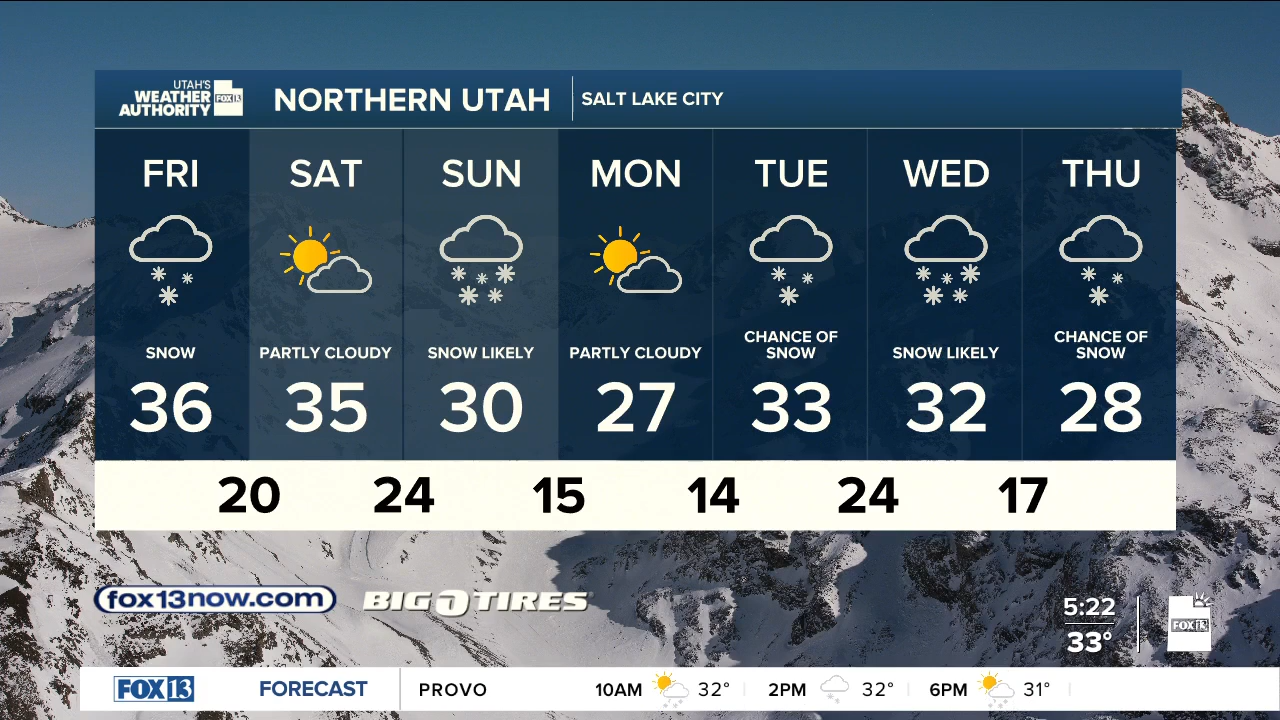 UTAH'S
WEATHER
AUTHORITY
FOX 13
NORTHERN UTAH
SALT LAKE CITY
FRI SAT SUN MON TUE WED THU
SNOW PARTLY CLOUDY SNOW LIKELY PARTLY CLOUDY CHANCE OF SNOW SNOW LIKELY CHANCE OF SNOW
36 35 30 27 33 32 28
20 24 15 14 24 17
fox13now.com BIG O TIRES
5:22
33°
FOX 13
FOX 13 FORECAST PROVO 10AM 32° 2PM 32° 6PM 31°